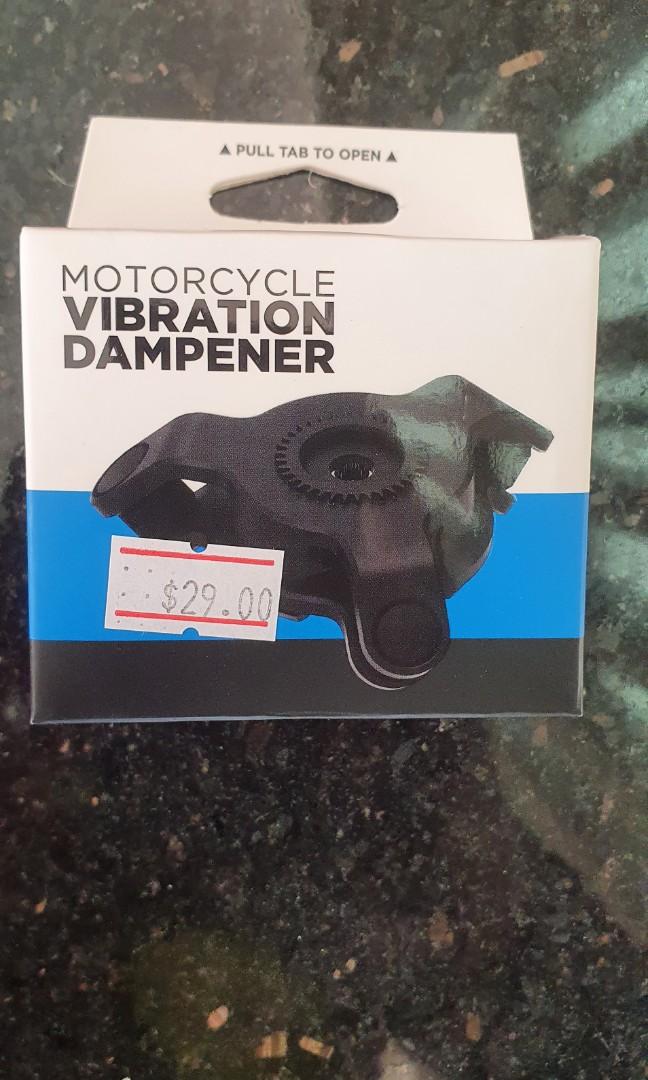 ▲ PULL TAB TO OPEN ▲
MOTORCYCLE
VIBRATION
DAMPENER
$29.00